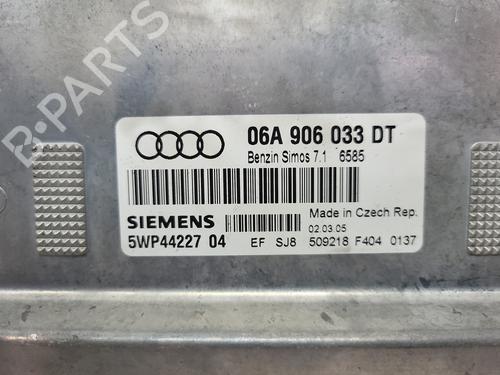 B-PARTS
06A 906 033 DT
Benzin Simos 7.1 6585
SIEMENS
Made in Czech Rep.
02.03.05
5WP44227 04
EF SJ8 509218 F404 0137